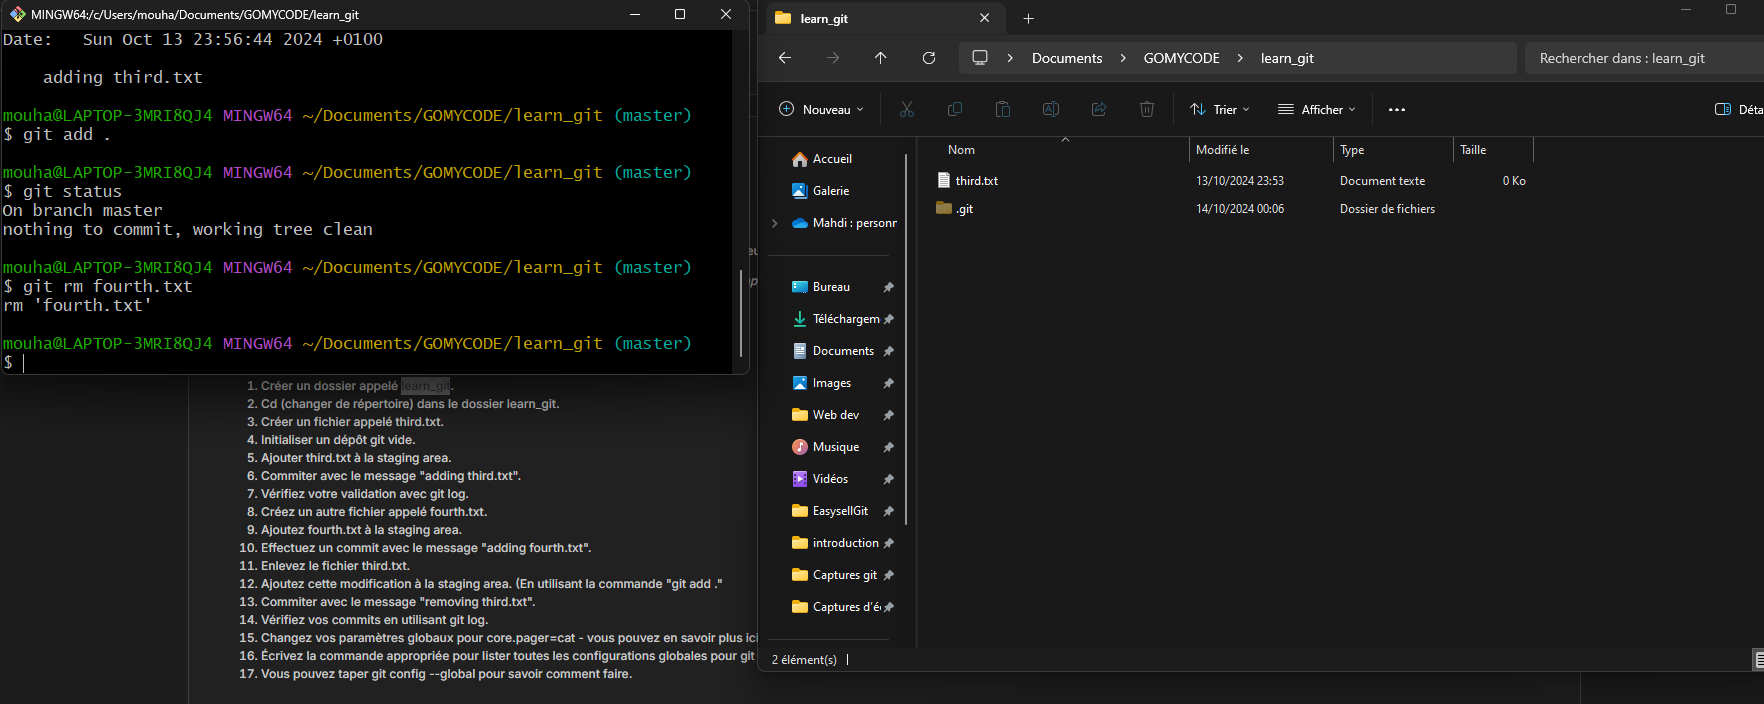 MINGW64:/c/Users/mouha/Documents/GOMYCODE/learn_git
Date:   Sun Oct 13 23:56:44 2024 +0100
adding third.txt
mouha@LAPTOP-3MRI8QJ4 MINGW64 ~/Documents/GOMYCODE/learn_git (master)
$ git add .
mouha@LAPTOP-3MRI8QJ4 MINGW64 ~/Documents/GOMYCODE/learn_git (master)
$ git status
On branch master
nothing to commit, working tree clean
mouha@LAPTOP-3MRI8QJ4 MINGW64 ~/Documents/GOMYCODE/learn_git (master)
$ git rm fourth.txt
rm 'fourth.txt'
mouha@LAPTOP-3MRI8QJ4 MINGW64 ~/Documents/GOMYCODE/learn_git (master)
$
1. Créer un dossier appelé learn_git.
2. Cd (changer de répertoire) dans le dossier learn_git.
3. Créer un fichier appelé third.txt.
4. Initialiser un dépôt git vide.
5. Ajouter third.txt à la staging area.
6. Commiter avec le message "adding third.txt".
7. Vérifiez votre validation avec git log.
8. Créez un autre fichier appelé fourth.txt.
9. Ajoutez fourth.txt à la staging area.
10. Effectuez un commit avec le message "adding fourth.txt".
11. Enlevez le fichier third.txt.
12. Ajoutez cette modification à la staging area. (En utilisant la commande "git add ."
13. Commiter avec le message "removing third.txt".
14. Vérifiez vos commits en utilisant git log.
15. Changez vos paramètres globaux pour core.pager=cat - vous pouvez en savoir plus ici
16. Écrivez la commande appropriée pour lister toutes les configurations globales pour git
17. Vous pouvez taper git config --global pour savoir comment faire.
learn_git
Documents > GOMYCODE > learn_git
Rechercher dans : learn_git
Nouveau
Trier
Afficher
Déta
Nom Modifié le Type Taille
third.txt 13/10/2024 23:53 Document texte 0 Ko
.git 14/10/2024 00:06 Dossier de fichiers
Accueil
Galerie
Mahdi : personr
Bureau
Téléchargem
Documents
Images
Web dev
Musique
Vidéos
EasysellGit
introduction
Captures git
Captures d'é
2 élément(s)